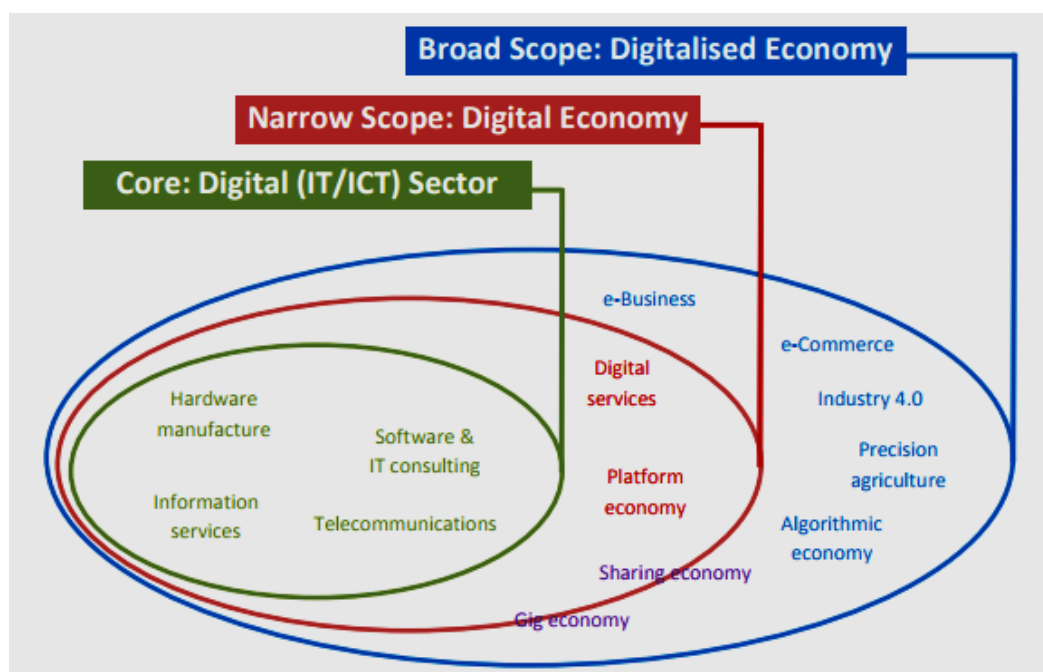 Broad Scope: Digitalised Economy
Narrow Scope: Digital Economy
Core: Digital (IT/ICT) Sector
e-Business
e-Commerce
Digital
services
Hardware
manufacture
Industry 4.0
Software &
IT consulting
Precision
agriculture
Platform
economy
Information
services
Telecommunications
Algorithmic
economy
Sharing economy
Gig economy